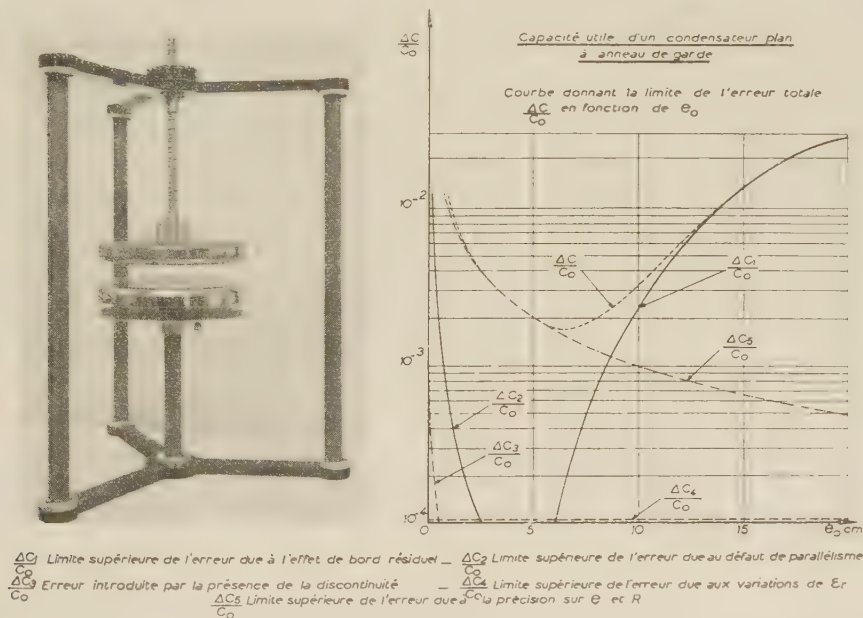 Capacité utile d'un condensateur plan
à anneau de garde
Courbe donnant la limite de l'erreur totale
ΔC/C₀ en fonction de e₀
ΔC/C₀
10⁻²
10⁻³
10⁻⁴
ΔC/C₀
ΔC₁/C₀
ΔC₅/C₀
ΔC₂/C₀
ΔC₃/C₀
ΔC₄/C₀
0 5 10 15 e₀ cm
ΔC₁/C₀ Limite supérieure de l'erreur due à l'effet de bord résiduel _ ΔC₂/C₀ Limite supérieure de l'erreur due au défaut de parallélisme
ΔC₃/C₀ Erreur introduite par la présence de la discontinuité _ ΔC₄/C₀ Limite supérieure de l'erreur due aux variations de εr
ΔC₅/C₀ Limite supérieure de l'erreur due à la précision sur e et R